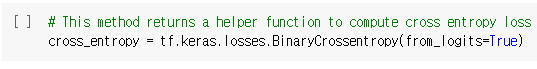 [ ] # This method returns a helper function to compute cross entropy loss
cross_entropy = tf.keras.losses.BinaryCrossentropy(from_logits=True)